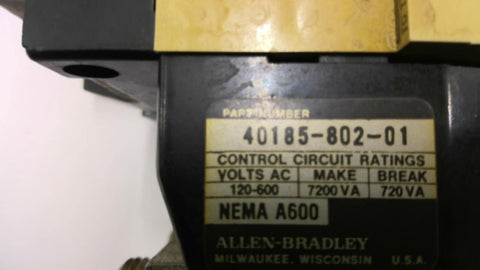 PART NUMBER
40185-802-01
CONTROL CIRCUIT RATINGS
VOLTS AC MAKE BREAK
120-600 7200 VA 720 VA
NEMA A600
ALLEN-BRADLEY
MILWAUKEE, WISCONSIN U.S.A.